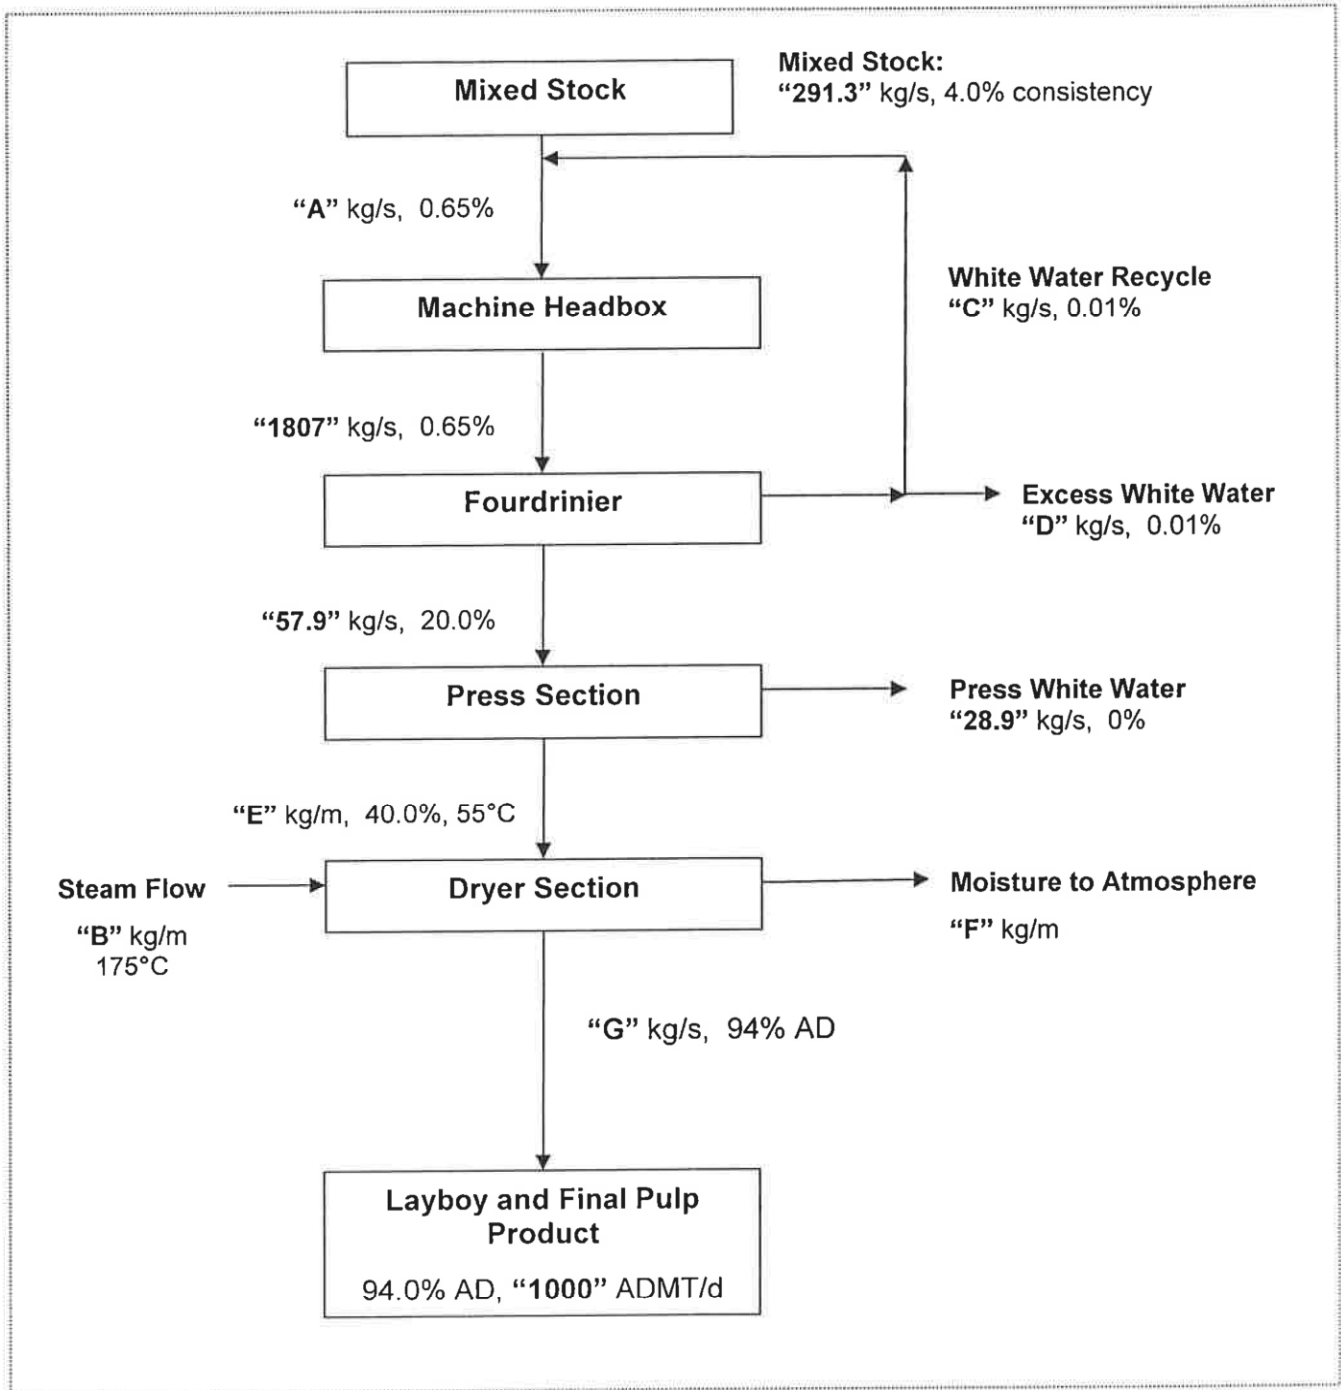 Mixed Stock
Mixed Stock:
“291.3” kg/s, 4.0% consistency
“A” kg/s, 0.65%
White Water Recycle
“C” kg/s, 0.01%
Machine Headbox
“1807” kg/s, 0.65%
Fourdrinier
Excess White Water
“D” kg/s, 0.01%
“57.9” kg/s, 20.0%
Press Section
Press White Water
“28.9” kg/s, 0%
“E” kg/m, 40.0%, 55°C
Steam Flow
“B” kg/m
175°C
Dryer Section
Moisture to Atmosphere
“F” kg/m
“G” kg/s, 94% AD
Layboy and Final Pulp
Product
94.0% AD, “1000” ADMT/d